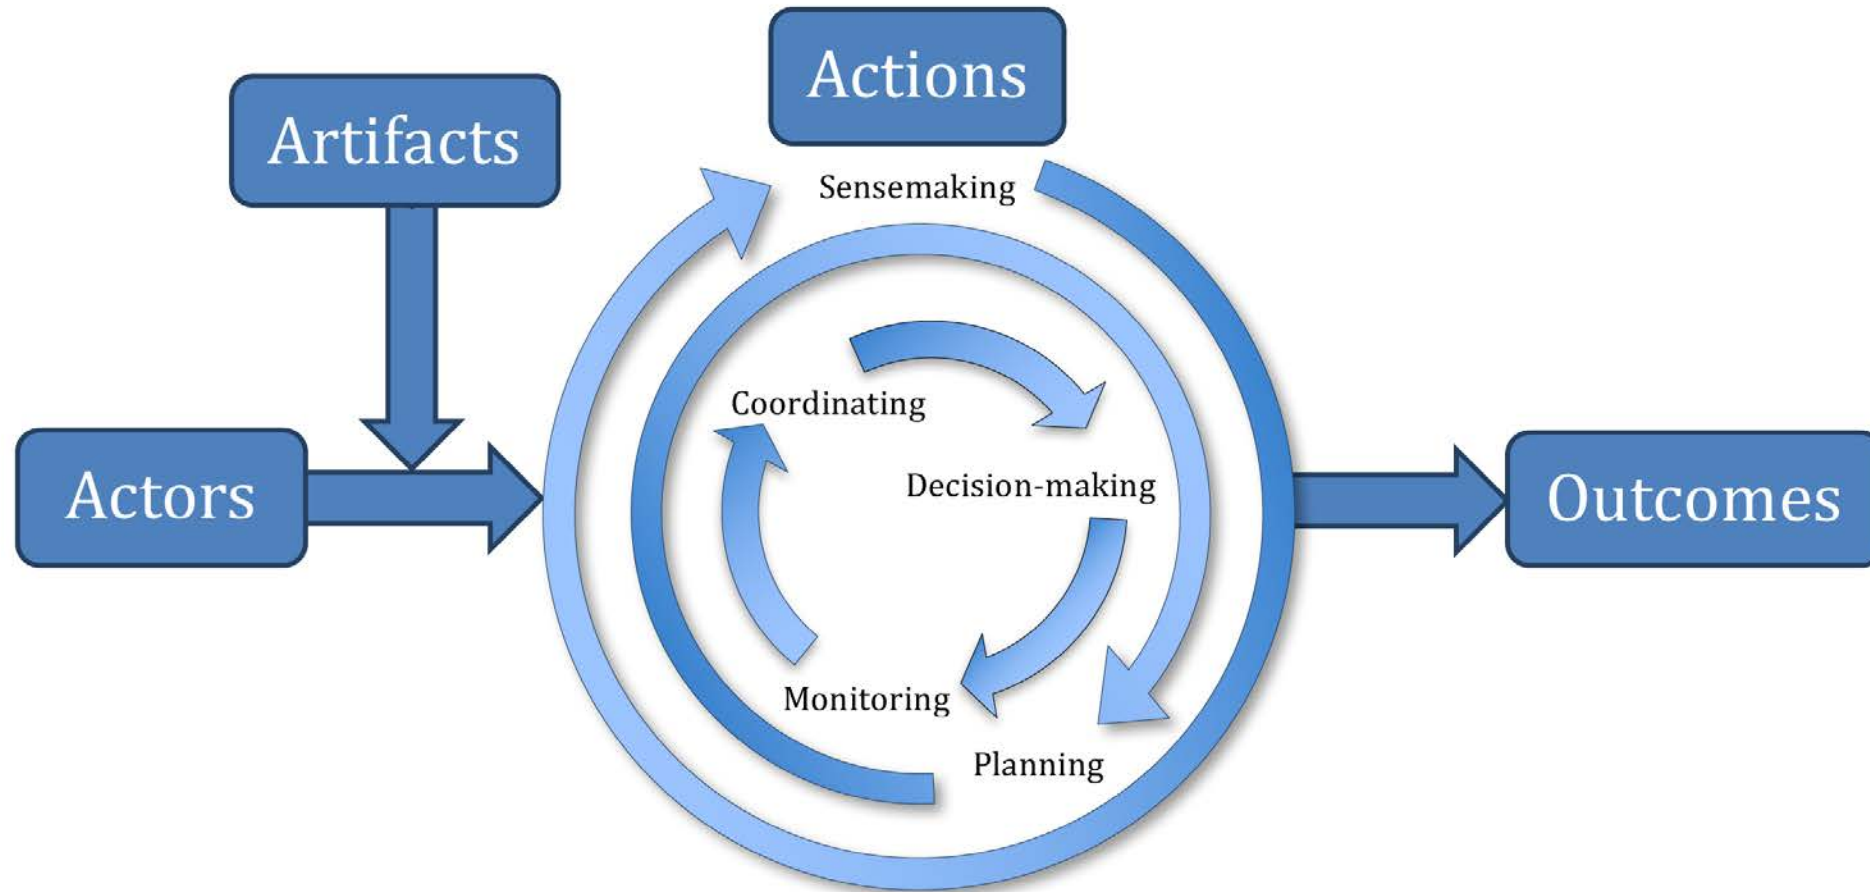 Actions
Artifacts
Sensemaking
Coordinating
Decision-making
Actors
Outcomes
Monitoring
Planning